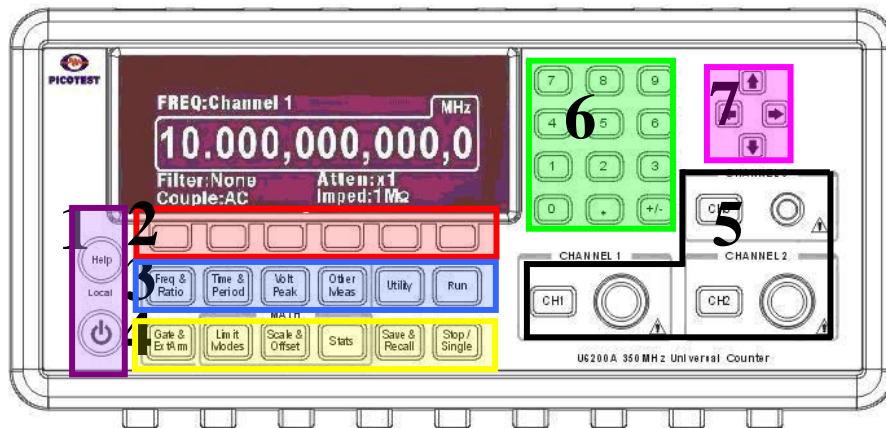 PICOTEST
FREQ:Channel 1
MHz
10.000,000,000,0
Filter:None Atten:x1
Couple:AC Imped:1MΩ
1
2
3
4
5
6
7
7 8 9
4 5 6
1 2 3
0 . +/-
Help
Local
Freq & Ratio
Time & Period
Volt Peak
Other Meas
Utility
Run
MATH
Gate & ExtArm
Limit Modes
Scale & Offset
Stats
Save & Recall
Stop / Single
CHANNEL 1
CH1
CHANNEL 2
CH2
U6200A 350MHz Universal Counter